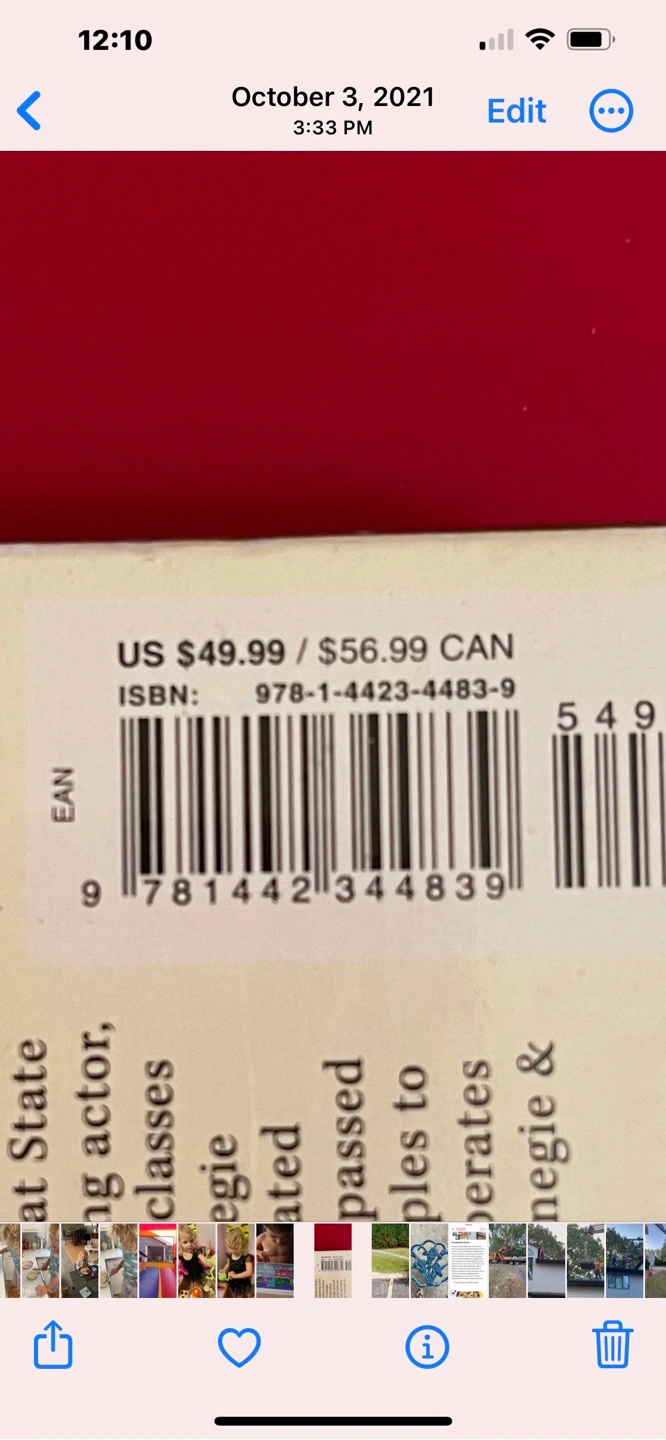 12:10
October 3, 2021
3:33 PM
Edit
US $49.99 / $56.99 CAN
ISBN: 978-1-4423-4483-9
549
EAN
9 781442 344839
at State
ng actor,
classes
egie
ated
passed
ples to
perates
negie &